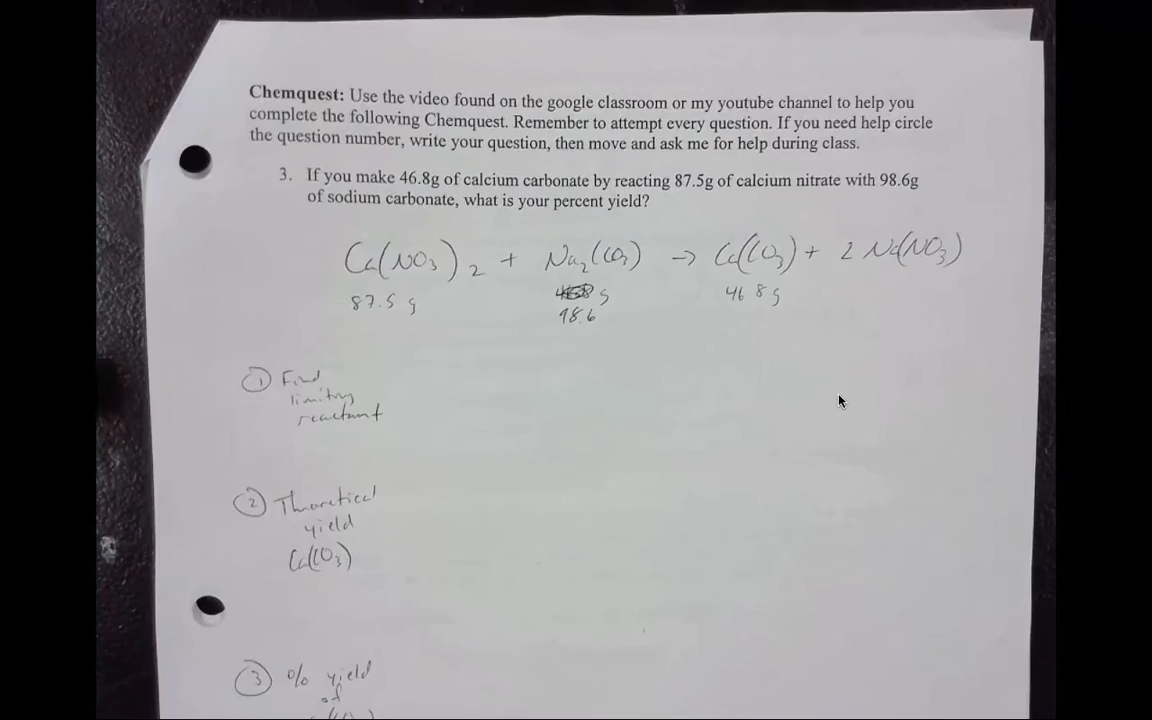 Chemquest: Use the video found on the google classroom or my youtube channel to help you
complete the following Chemquest. Remember to attempt every question. If you need help circle
the question number, write your question, then move and ask me for help during class.
3. If you make 46.8g of calcium carbonate by reacting 87.5g of calcium nitrate with 98.6g
of sodium carbonate, what is your percent yield?
Ca(NO3)2 + Na2(CO3) -> Ca(CO3) + 2 Na(NO3)
87.5 g g 46.8 g
98.6
① Find
limiting
reactant
② Theoretical
yield
Ca(CO3)
③ % yield
of